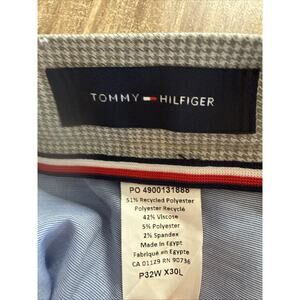 TOMMY HILFIGER
PO 4900131888
51% Recycled Polyester
Polyester Recyclé
42% Viscose
5% Polyester
2% Spandex
Made in Egypt
Fabriqué en Egypte
CA 01129 RN 90736
P32W X30L